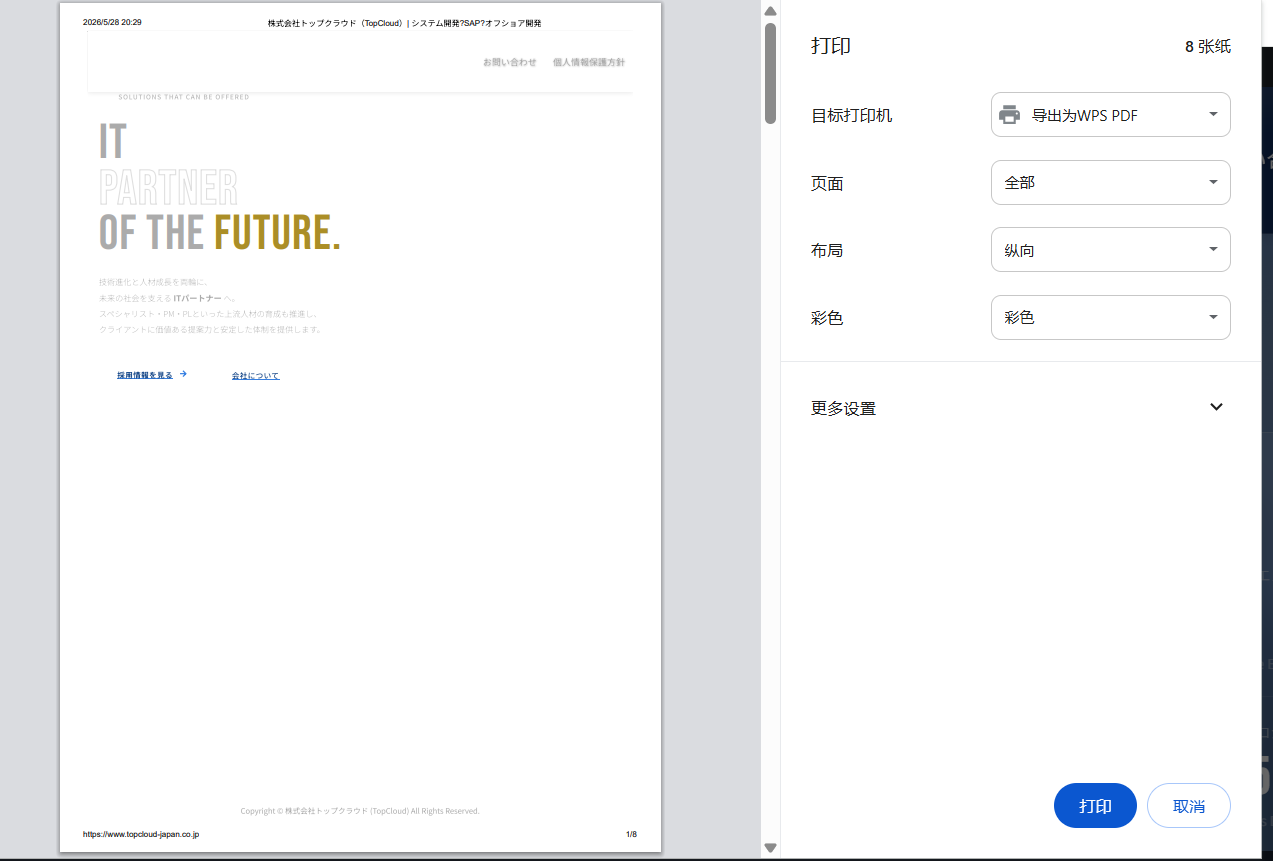 2026/5/28 20:29
株式会社トップクラウド（TopCloud）| システム開発?SAP?オフショア開発
お問い合わせ 個人情報保護方針
SOLUTIONS THAT CAN BE OFFERED
IT
PARTNER
OF THE FUTURE.
技術進化と人材成長を両輪に、
未来の社会を支える ITパートナー へ。
スペシャリスト・PM・PLといった上流人材の育成も推進し、
クライアントに価値ある提案力と安定した体制を提供します。
採用情報を見る →
会社について
Copyright © 株式会社トップクラウド (TopCloud) All Rights Reserved.
https://www.topcloud-japan.co.jp
1/8
打印
8 张纸
目标打印机
导出为WPS PDF
页面
全部
布局
纵向
彩色
彩色
更多设置
打印
取消